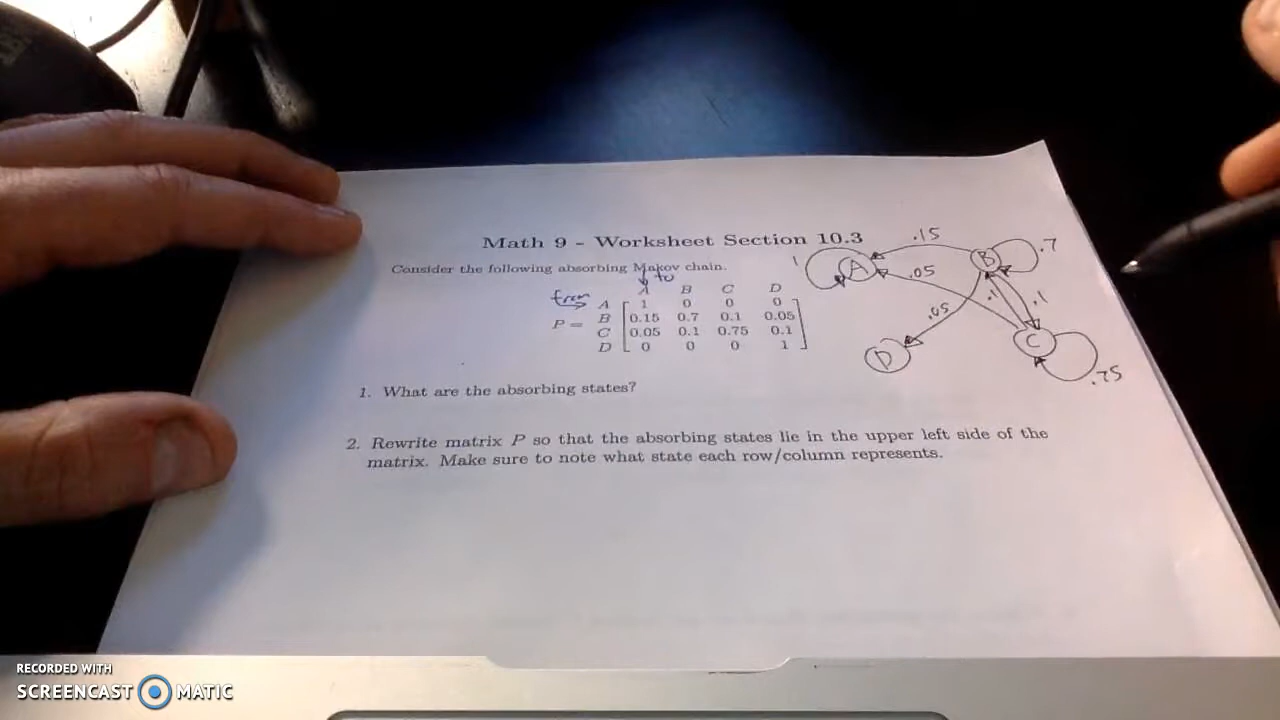 Math 9 - Worksheet Section 10.3
Consider the following absorbing Makov chain.
to
from
A B C D
A 1 0 0 0
B 0.15 0.7 0.1 0.05
P =
C 0.05 0.1 0.75 0.1
D 0 0 0 1
1. What are the absorbing states?
2. Rewrite matrix P so that the absorbing states lie in the upper left side of the
matrix. Make sure to note what state each row/column represents.
1 A .15 B .7
.05
.05 .1 .1
D C
.75
RECORDED WITH
SCREENCAST MATIC